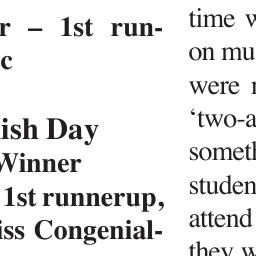 r – 1st run-
c
ish Day
Winner
1st runnerup,
iss Congenial-
time w
on mu
were
‘two-a
someth
studen
attend
they w